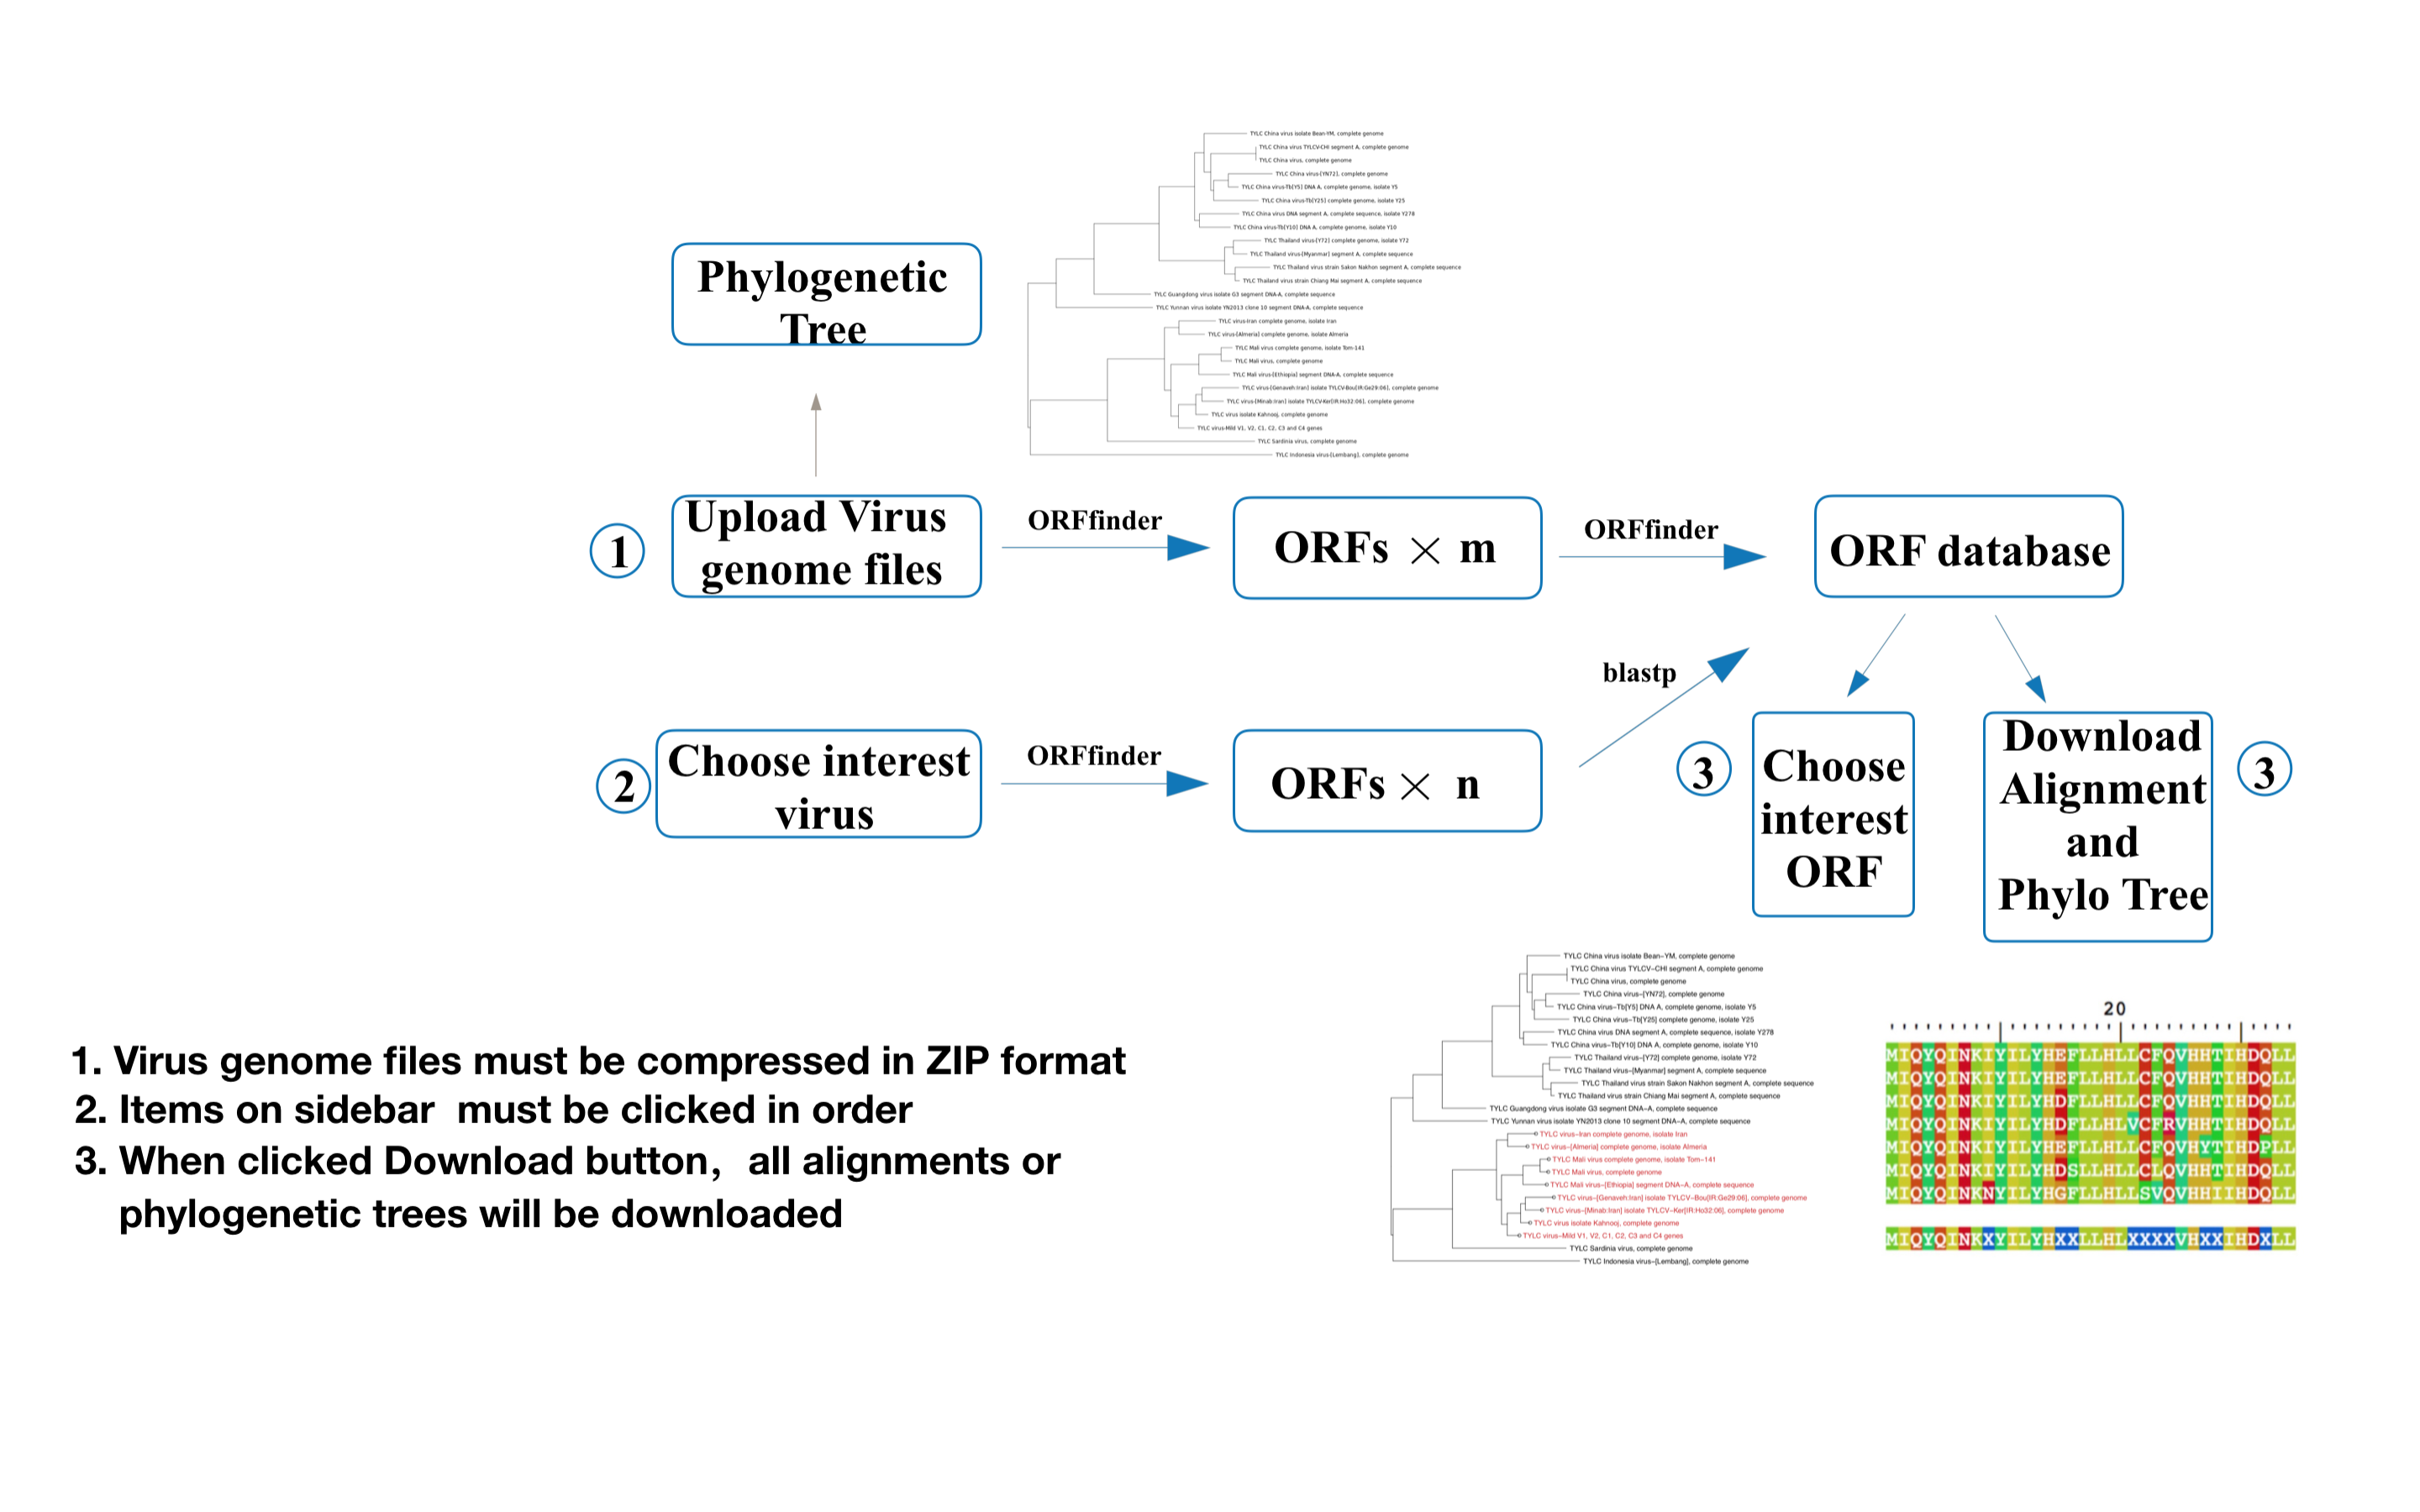 TYLC China virus isolate Bean-YM, complete genome
TYLC China virus TYLCV-CHI segment A, complete genome
TYLC China virus, complete genome
TYLC China virus-[YN72], complete genome
TYLC China virus-Tb[Y5] DNA A, complete genome, isolate Y5
TYLC China virus-Tb[Y25] complete genome, isolate Y25
TYLC China virus DNA segment A, complete sequence, isolate Y278
TYLC China virus-Tb[Y10] DNA A, complete genome, isolate Y10
TYLC Thailand virus-[Y72] complete genome, isolate Y72
TYLC Thailand virus-[Myanmar] segment A, complete sequence
TYLC Thailand virus strain Sakon Nakhon segment A, complete sequence
TYLC Thailand virus strain Chiang Mai segment A, complete sequence
TYLC Guangdong virus isolate G3 segment DNA-A, complete sequence
TYLC Yunnan virus isolate YN2013 clone 10 segment DNA-A, complete sequence
TYLC virus-Iran complete genome, isolate Iran
TYLC virus-[Almeria] complete genome, isolate Almeria
TYLC Mali virus complete genome, isolate Tom-141
TYLC Mali virus, complete genome
TYLC Mali virus-[Ethiopia] segment DNA-A, complete sequence
TYLC virus-[Genaveh:Iran] isolate TYLCV-Bou[IR:Ge29:06], complete genome
TYLC virus-[Minab:Iran] isolate TYLCV-Ker[IR:Ho32:06], complete genome
TYLC virus isolate Kahnooj, complete genome
TYLC virus-Mild V1, V2, C1, C2, C3 and C4 genes
TYLC Sardinia virus, complete genome
TYLC Indonesia virus-[Lembang], complete genome
Phylogenetic
Tree
1
Upload Virus
genome files
ORFfinder
ORFs × m
ORFfinder
ORF database
2
Choose interest
virus
ORFfinder
ORFs × n
blastp
3
Choose
interest
ORF
Download
Alignment
and
Phylo Tree
3
1. Virus genome files must be compressed in ZIP format
2. Items on sidebar must be clicked in order
3. When clicked Download button， all alignments or
phylogenetic trees will be downloaded
TYLC China virus isolate Bean−YM, complete genome
TYLC China virus TYLCV−CHI segment A, complete genome
TYLC China virus, complete genome
TYLC China virus−[YN72], complete genome
TYLC China virus−Tb[Y5] DNA A, complete genome, isolate Y5
TYLC China virus−Tb[Y25] complete genome, isolate Y25
TYLC China virus DNA segment A, complete sequence, isolate Y278
TYLC China virus−Tb[Y10] DNA A, complete genome, isolate Y10
TYLC Thailand virus−[Y72] complete genome, isolate Y72
TYLC Thailand virus−[Myanmar] segment A, complete sequence
TYLC Thailand virus strain Sakon Nakhon segment A, complete sequence
TYLC Thailand virus strain Chiang Mai segment A, complete sequence
TYLC Guangdong virus isolate G3 segment DNA−A, complete sequence
TYLC Yunnan virus isolate YN2013 clone 10 segment DNA−A, complete sequence
TYLC virus−Iran complete genome, isolate Iran
TYLC virus−[Almeria] complete genome, isolate Almeria
TYLC Mali virus complete genome, isolate Tom−141
TYLC Mali virus, complete genome
TYLC Mali virus−[Ethiopia] segment DNA−A, complete sequence
TYLC virus−[Genaveh:Iran] isolate TYLCV−Bou[IR:Ge29:06], complete genome
TYLC virus−[Minab:Iran] isolate TYLCV−Ker[IR:Ho32:06], complete genome
TYLC virus isolate Kahnooj, complete genome
TYLC virus−Mild V1, V2, C1, C2, C3 and C4 genes
TYLC Sardinia virus, complete genome
TYLC Indonesia virus−[Lembang], complete genome
20
MIQYQINKIYILYHEFLLHLLCFQVHHTIHDQLL
MIQYQINKIYILYHEFLLHLLCFQVHHTIHDQLL
MIQYQINKIYILYHDFLLHLLCFQVHHTIHDQLL
MIQYQINKIYILYHDFLLHLVCFRVHHTIHDQLL
MIQYQINKIYILYHEFLLHLLCFQVHYTIHDPLL
MIQYQINKIYILYHDSLLHLLCLQVHHTIHDQLL
MIQYQINKNYILYHGFLLHLLSVQVHHIIHDQLL
MIQYQINKXYILYHXXLLHLXXXXVHXXIHDXLL